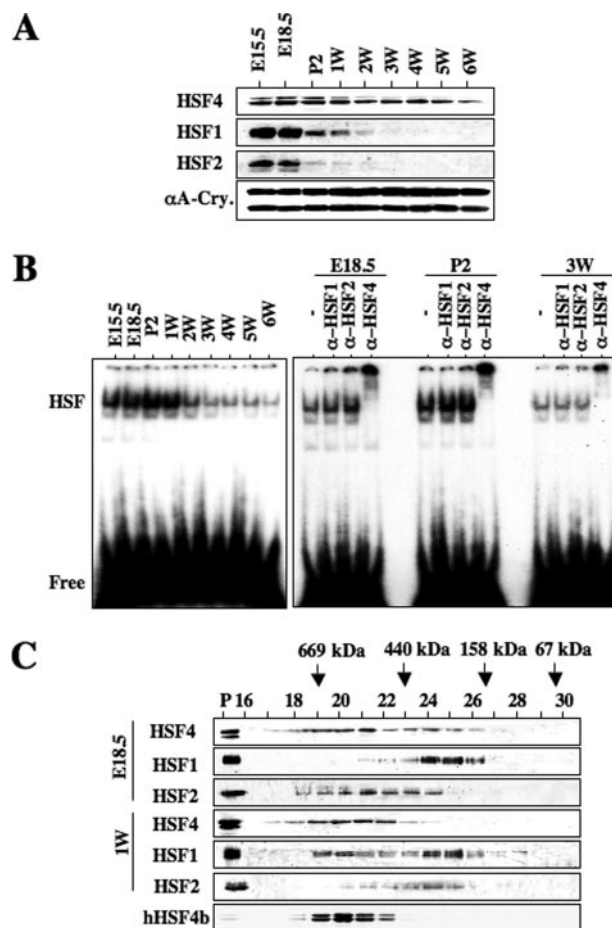 A
E15.5 E18.5 P2 1W 2W 3W 4W 5W 6W
HSF4
HSF1
HSF2
αA-Cry.
B
E18.5 P2 3W
E15.5 E18.5 P2 1W 2W 3W 4W 5W 6W - α-HSF1 α-HSF2 α-HSF4 - α-HSF1 α-HSF2 α-HSF4 - α-HSF1 α-HSF2 α-HSF4
HSF
Free
C
669 kDa 440 kDa 158 kDa 67 kDa
P 16 18 20 22 24 26 28 30
E18.5
HSF4
HSF1
HSF2
1W
HSF4
HSF1
HSF2
hHSF4b